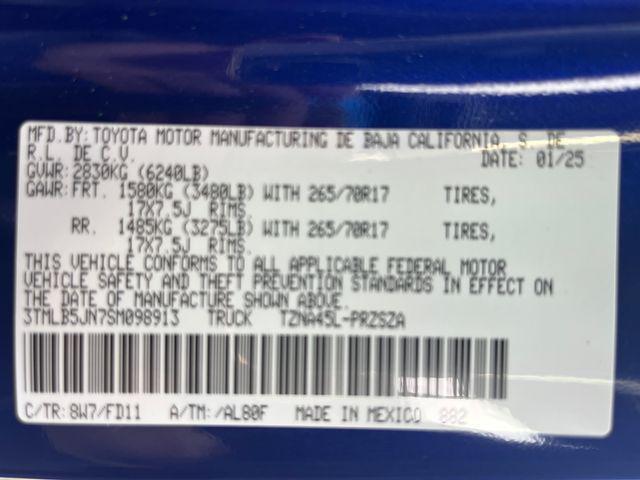 MFD.BY:TOYOTA MOTOR MANUFACTURING DE BAJA CALIFORNIA, S. DE
R.L. DE C.V. DATE: 01/25
GVWR:2830KG (6240LB)
GAWR:FRT. 1580KG (3480LB) WITH 265/70R17 TIRES,
17X7.5J RIMS.
RR. 1485KG (3275LB) WITH 265/70R17 TIRES,
17X7.5J RIMS.
THIS VEHICLE CONFORMS TO ALL APPLICABLE FEDERAL MOTOR
VEHICLE SAFETY AND THEFT PREVENTION STANDARDS IN EFFECT ON
THE DATE OF MANUFACTURE SHOWN ABOVE.
3TMLB5JN7SM098913 TRUCK TZNA45L-PRZSZA
C/TR:8W7/FD11 A/TM:/AL80F MADE IN MEXICO 882